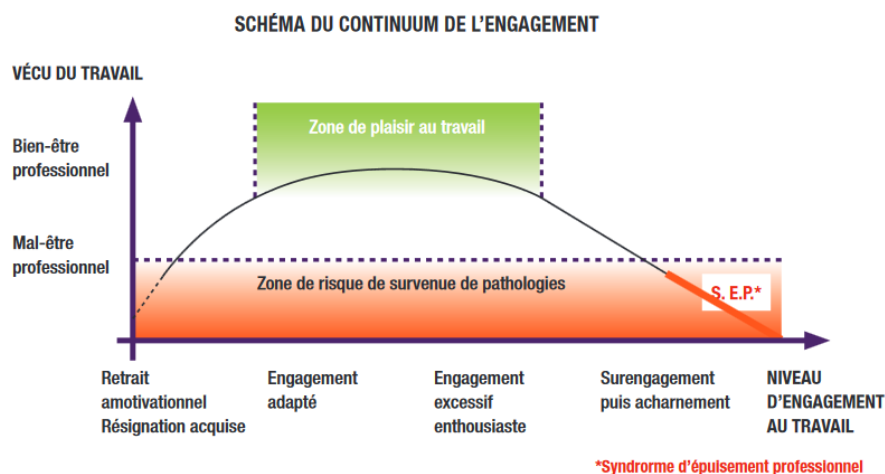 SCHÉMA DU CONTINUUM DE L'ENGAGEMENT
VÉCU DU TRAVAIL
Zone de plaisir au travail
Bien-être
professionnel
Mal-être
professionnel
Zone de risque de survenue de pathologies
S. E.P.*
Retrait
amotivationnel
Résignation acquise
Engagement
adapté
Engagement
excessif
enthousiaste
Surengagement
puis acharnement
NIVEAU
D'ENGAGEMENT
AU TRAVAIL
*Syndrorme d'épuisement professionnel